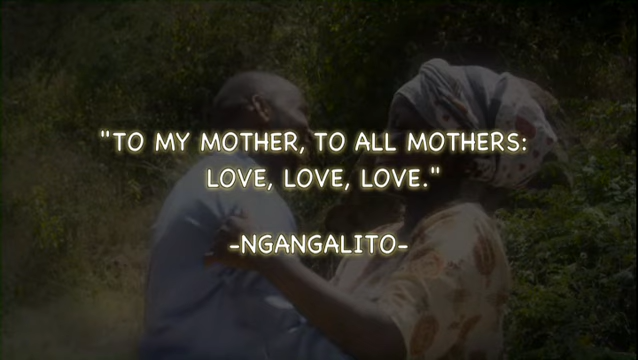 "TO MY MOTHER, TO ALL MOTHERS:
LOVE, LOVE, LOVE."
-NGANGALITO-